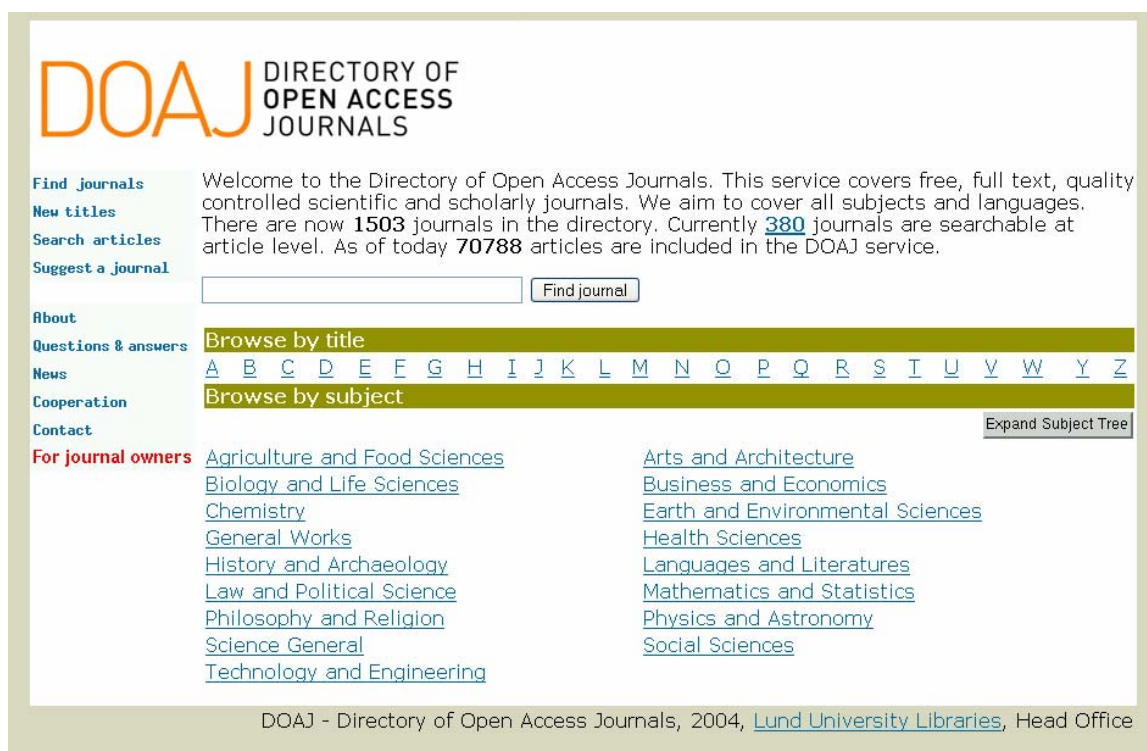 DOAJ DIRECTORY OF
OPEN ACCESS
JOURNALS
Find journals
New titles
Search articles
Suggest a journal
About
Questions & answers
News
Cooperation
Contact
For journal owners
Welcome to the Directory of Open Access Journals. This service covers free, full text, quality
controlled scientific and scholarly journals. We aim to cover all subjects and languages.
There are now 1503 journals in the directory. Currently 380 journals are searchable at
article level. As of today 70788 articles are included in the DOAJ service.
Find journal
Browse by title
A B C D E F G H I J K L M N O P Q R S T U V W Y Z
Browse by subject
Expand Subject Tree
Agriculture and Food Sciences
Biology and Life Sciences
Chemistry
General Works
History and Archaeology
Law and Political Science
Philosophy and Religion
Science General
Technology and Engineering
Arts and Architecture
Business and Economics
Earth and Environmental Sciences
Health Sciences
Languages and Literatures
Mathematics and Statistics
Physics and Astronomy
Social Sciences
DOAJ - Directory of Open Access Journals, 2004, Lund University Libraries, Head Office